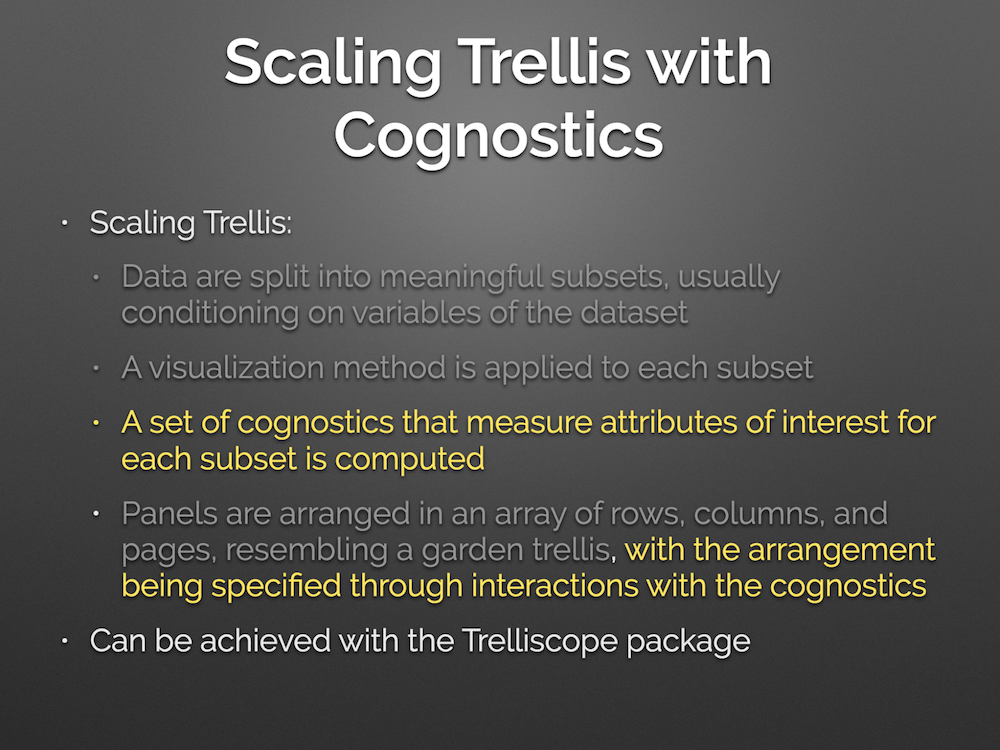 Scaling Trellis with
Cognostics
• Scaling Trellis:
• Data are split into meaningful subsets, usually
conditioning on variables of the dataset
• A visualization method is applied to each subset
• A set of cognostics that measure attributes of interest for
each subset is computed
• Panels are arranged in an array of rows, columns, and
pages, resembling a garden trellis, with the arrangement
being specified through interactions with the cognostics
• Can be achieved with the Trelliscope package